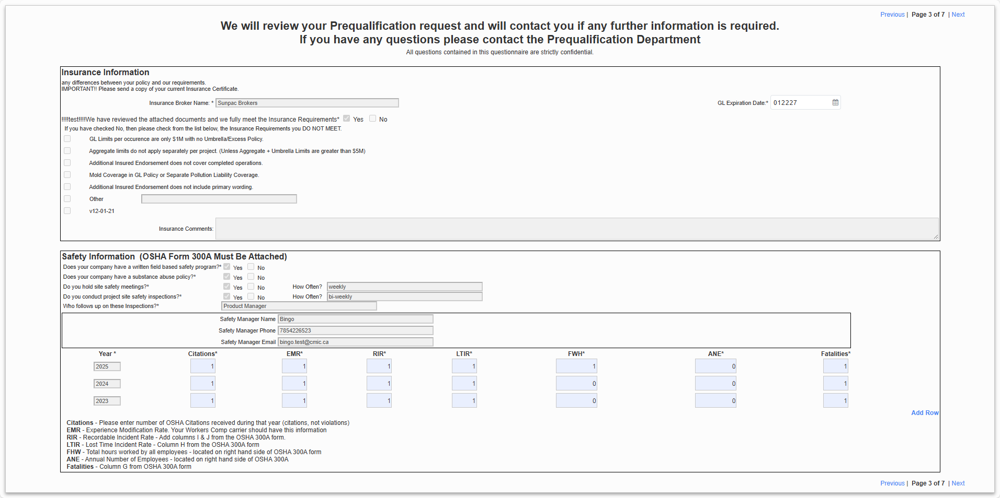 Previous | Page 3 of 7 | Next
We will review your Prequalification request and will contact you if any further information is required.
If you have any questions please contact the Prequalification Department
All questions contained in this questionnaire are strictly confidential.
Insurance Information
any differences between your policy and our requirements.
IMPORTANT!! Please send a copy of your current Insurance Certificate.
Insurance Broker Name: * Sunpac Brokers GL Expiration Date:* 012227
!!!!test!!!!We have reviewed the attached documents and we fully meet the Insurance Requirements* Yes No
If you have checked No, then please check from the list below, the Insurance Requirements you DO NOT MEET.
GL Limits per occurence are only $1M with no Umbrella/Excess Policy.
Aggregate limits do not apply separately per project. (Unless Aggregate + Umbrella Limits are greater than $5M)
Additional Insured Endorsement does not cover completed operations.
Mold Coverage in GL Policy or Separate Pollution Liability Coverage.
Additional Insured Endorsement does not include primary wording.
Other
v12-01-21
Insurance Comments:
Safety Information (OSHA Form 300A Must Be Attached)
Does your company have a written field based safety program?* Yes No
Does your company have a substance abuse policy?* Yes No
Do you hold site safety meetings?* Yes No How Often? weekly
Do you conduct project site safety inspections?* Yes No How Often? bi-weekly
Who follows up on these Inspections?* Product Manager
Safety Manager Name Bingo
Safety Manager Phone 7854226523
Safety Manager Email bingo.test@cmic.ca
Year * Citations* EMR* RIR* LTIR* FWH* ANE* Fatalities*
2025 1 1 1 1 1 0 1
2024 1 1 1 1 0 0 1
2023 1 1 1 1 0 0 1
Add Row
Citations - Please enter number of OSHA Citations received during that year (citations, not violations)
EMR - Experience Modification Rate. Your Workers Comp carrier should have this information
RIR - Recordable Incident Rate - Add columns I & J from the OSHA 300A form.
LTIR - Lost Time Incident Rate - Column H from the OSHA 300A form
FHW - Total hours worked by all employees - located on right hand side of OSHA 300A form
ANE - Annual Number of Employees - located on right hand side of OSHA 300A
Fatalities - Column G from OSHA 300A form
Previous | Page 3 of 7 | Next